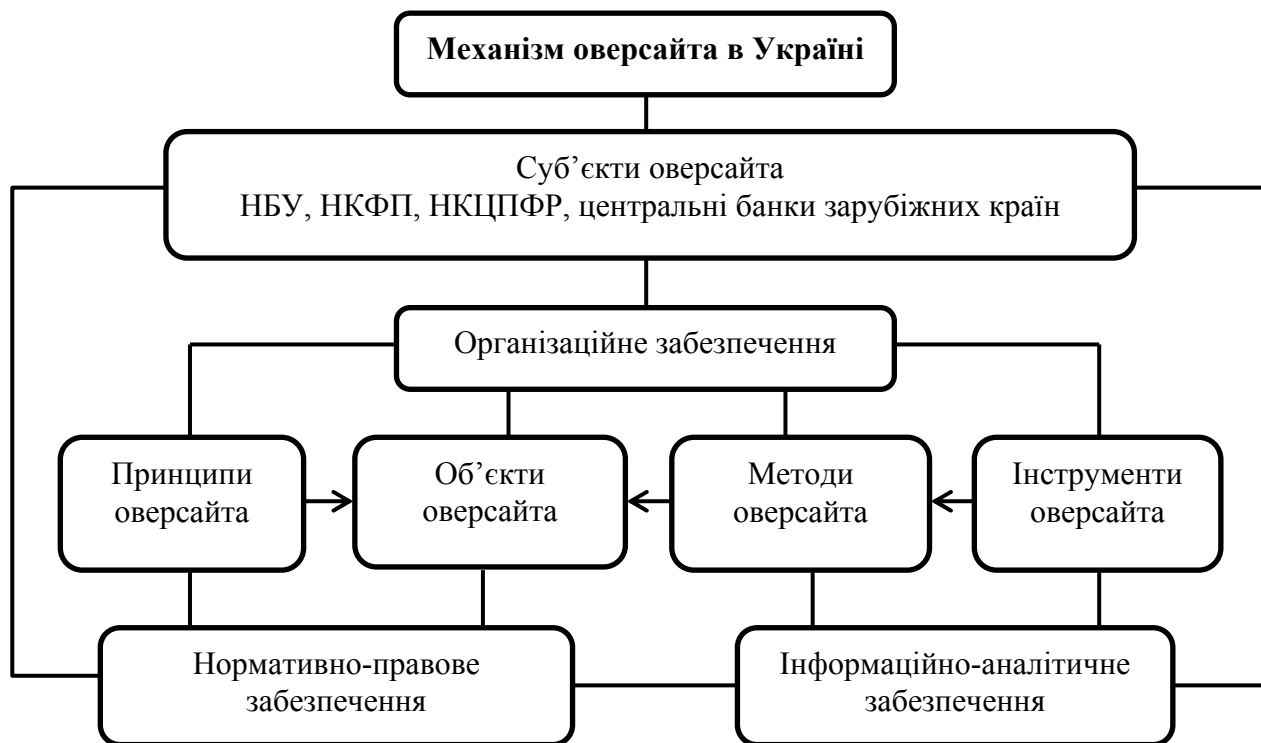 Механізм оверсайта в Україні
Суб’єкти оверсайта
НБУ, НКФП, НКЦПФР, центральні банки зарубіжних країн
Організаційне забезпечення
Принципи
оверсайта
Об’єкти
оверсайта
Методи
оверсайта
Інструменти
оверсайта
Нормативно-правове
забезпечення
Інформаційно-аналітичне
забезпечення